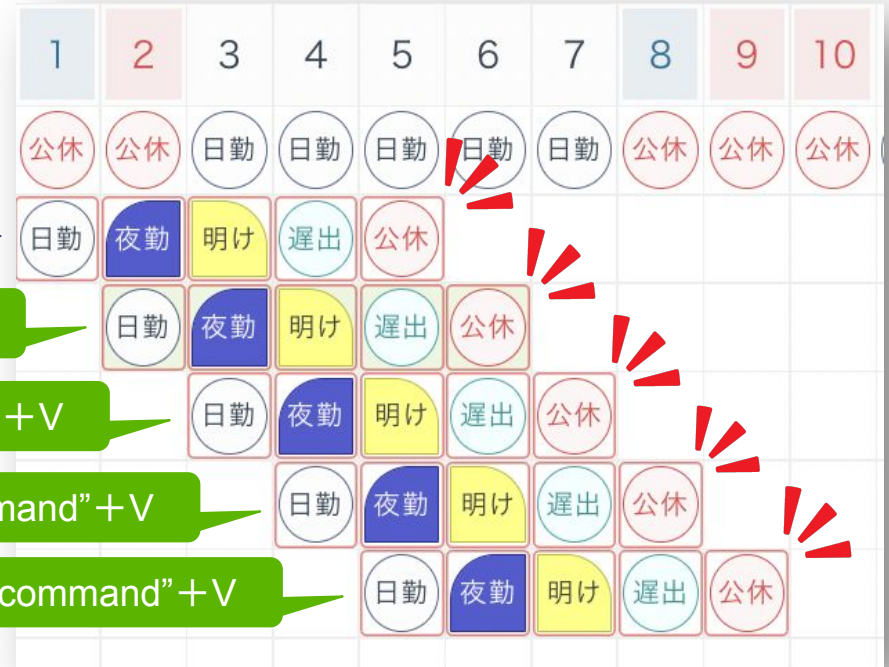 1 2 3 4 5 6 7 8 9 10
公休 公休 日勤 日勤 日勤 日勤 日勤 公休 公休 公休
日勤 夜勤 明け 遅出 公休
日勤 夜勤 明け 遅出 公休
＋V 日勤 夜勤 明け 遅出 公休
mand”＋V 日勤 夜勤 明け 遅出 公休
command”＋V 日勤 夜勤 明け 遅出 公休